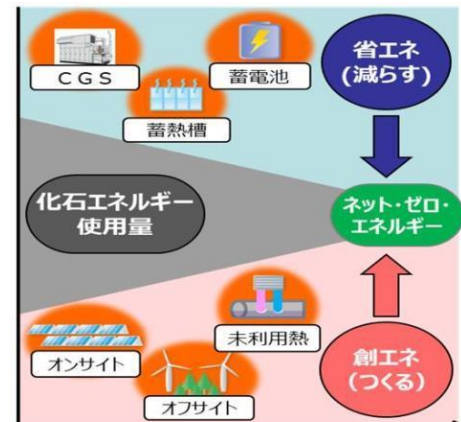 CGS
蓄電池
蓄熱槽
省エネ
(減らす)
化石エネルギー
使用量
ネット・ゼロ・
エネルギー
オンサイト
オフサイト
未利用熱
創エネ
(つくる)